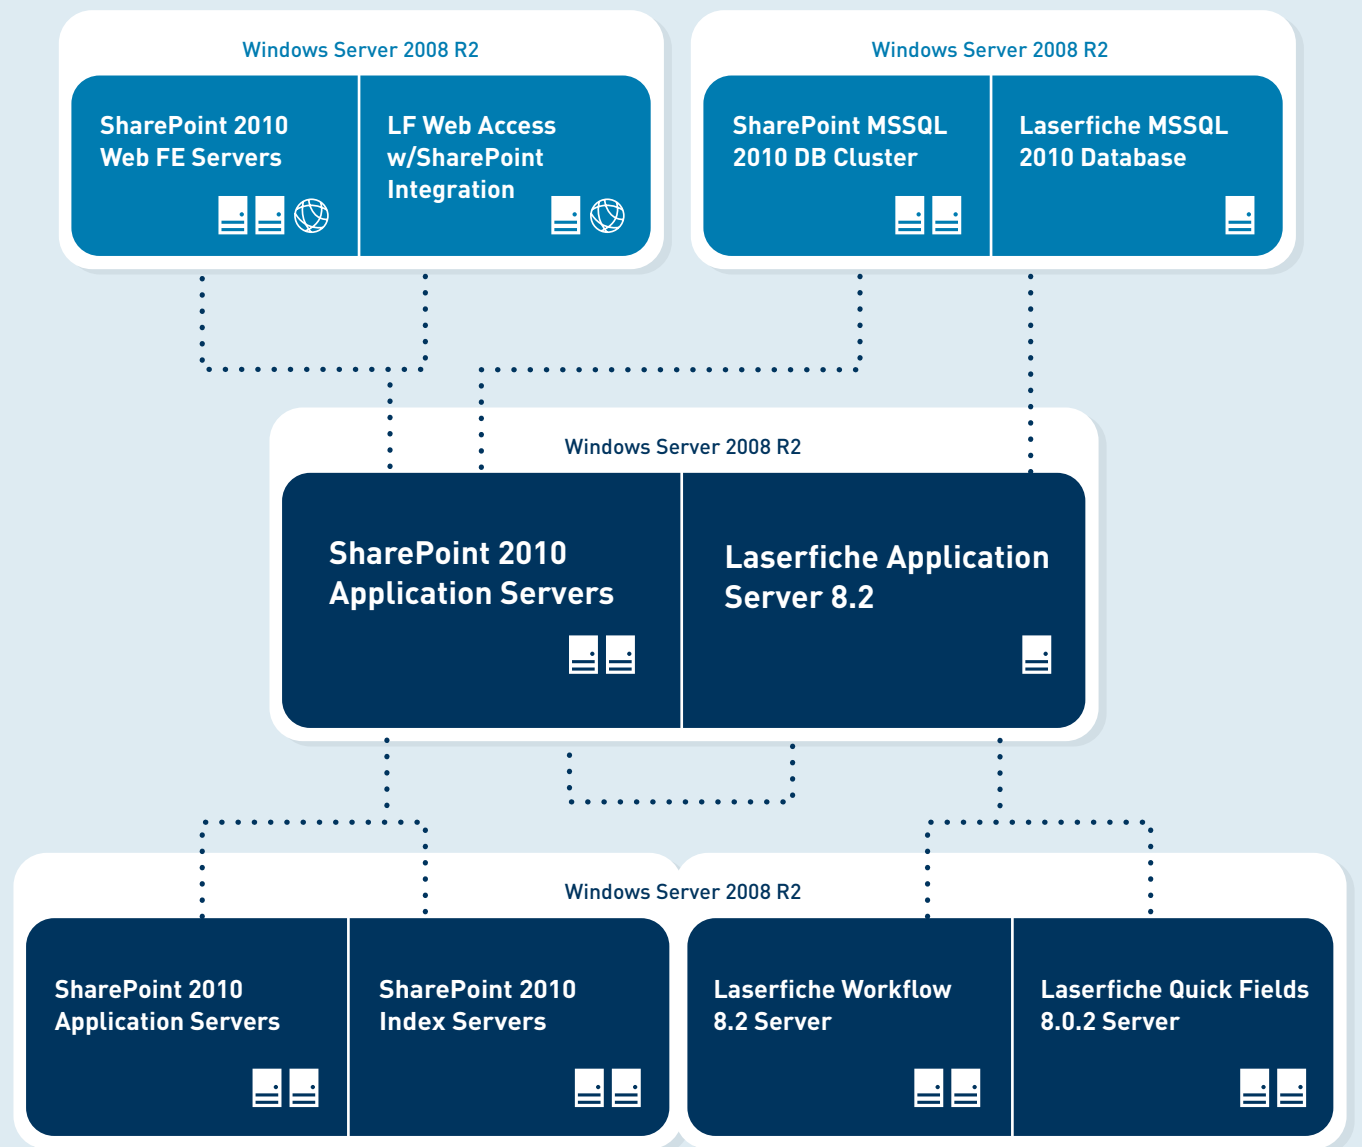 Windows Server 2008 R2
SharePoint 2010
Web FE Servers
LF Web Access
w/SharePoint
Integration
Windows Server 2008 R2
SharePoint MSSQL
2010 DB Cluster
Laserfiche MSSQL
2010 Database
Windows Server 2008 R2
SharePoint 2010
Application Servers
Laserfiche Application
Server 8.2
Windows Server 2008 R2
SharePoint 2010
Application Servers
SharePoint 2010
Index Servers
Laserfiche Workflow
8.2 Server
Laserfiche Quick Fields
8.0.2 Server